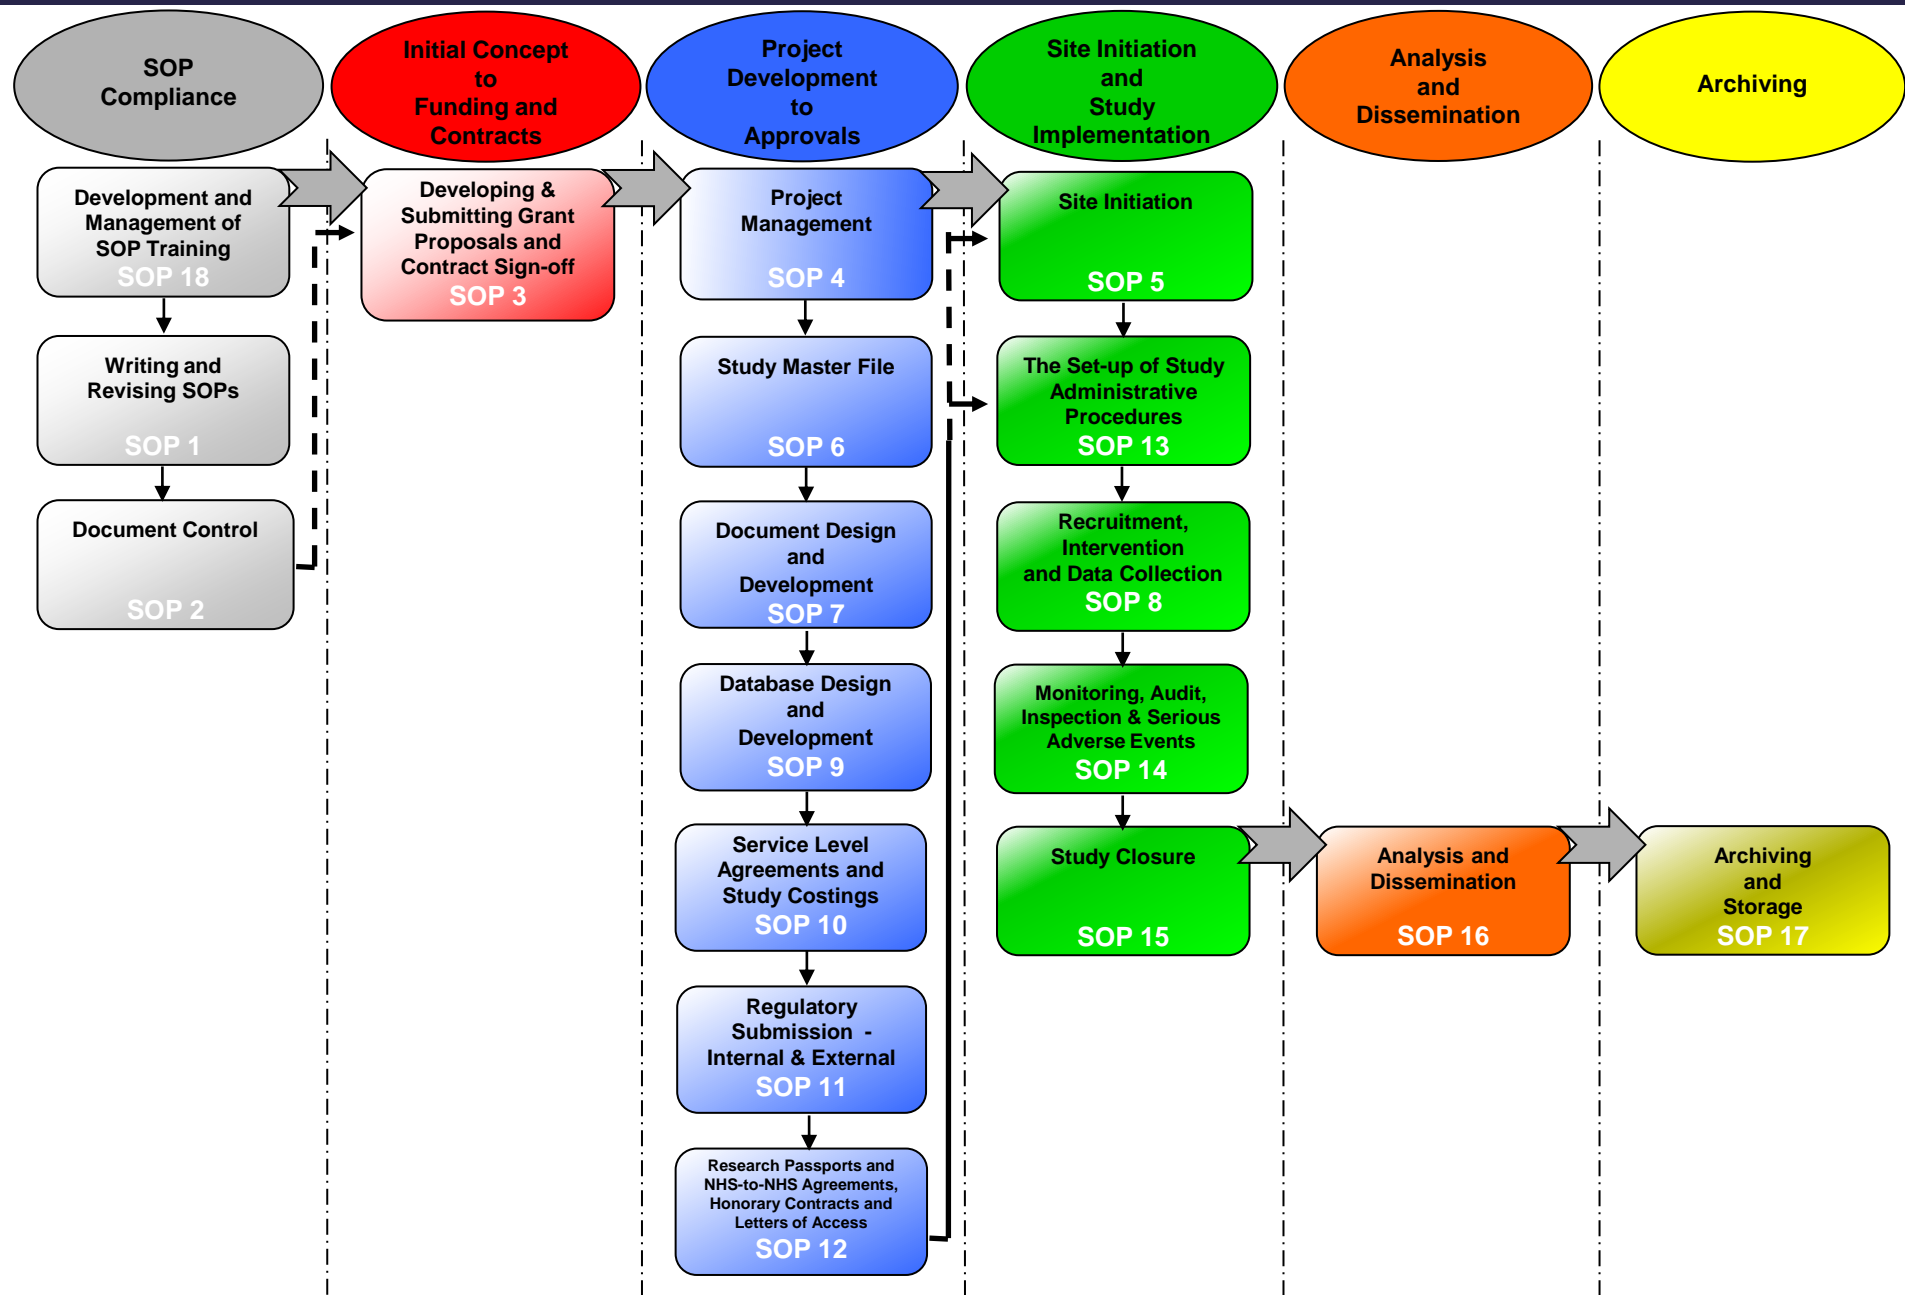 SOP
Compliance
Initial Concept
to
Funding and
Contracts
Project
Development
to
Approvals
Site Initiation
and
Study
Implementation
Analysis
and
Dissemination
Archiving
Development and
Management of
SOP Training
SOP 18
Writing and
Revising SOPs
SOP 1
Document Control
SOP 2
Developing &
Submitting Grant
Proposals and
Contract Sign-off
SOP 3
Project
Management
SOP 4
Study Master File
SOP 6
Document Design
and
Development
SOP 7
Database Design
and
Development
SOP 9
Service Level
Agreements and
Study Costings
SOP 10
Regulatory
Submission -
Internal & External
SOP 11
Research Passports and
NHS-to-NHS Agreements,
Honorary Contracts and
Letters of Access
SOP 12
Site Initiation
SOP 5
The Set-up of Study
Administrative
Procedures
SOP 13
Recruitment,
Intervention
and Data Collection
SOP 8
Monitoring, Audit,
Inspection & Serious
Adverse Events
SOP 14
Study Closure
SOP 15
Analysis and
Dissemination
SOP 16
Archiving
and
Storage
SOP 17